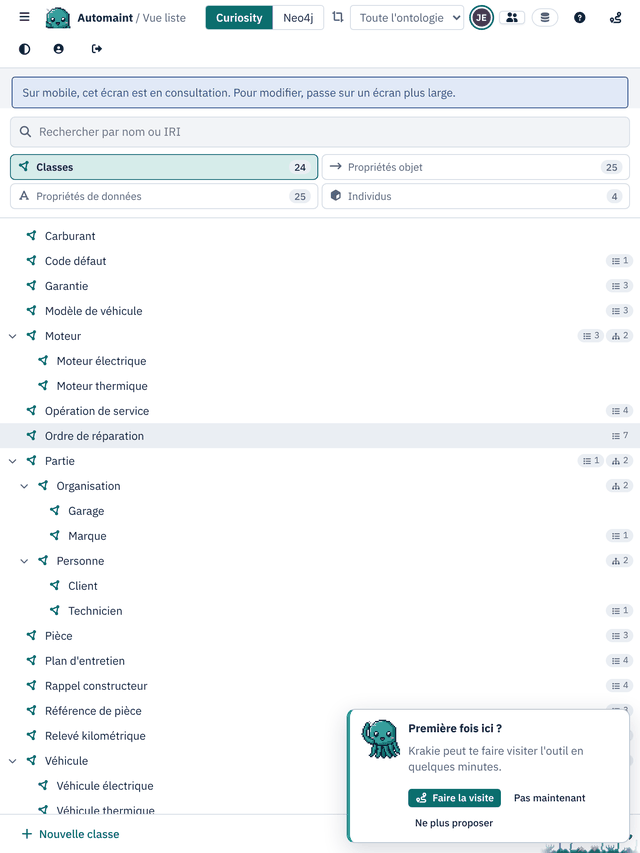 Automaint / Vue liste
Curiosity
Neo4j
Toute l'ontologie
JE
Sur mobile, cet écran est en consultation. Pour modifier, passe sur un écran plus large.
Rechercher par nom ou IRI
Classes 24
Propriétés objet 25
Propriétés de données 25
Individus 4
Carburant
Code défaut 1
Garantie 3
Modèle de véhicule 3
Moteur 3 2
Moteur électrique
Moteur thermique
Opération de service 4
Ordre de réparation 7
Partie 1 2
Organisation 2
Garage
Marque 1
Personne 2
Client
Technicien 1
Pièce 3
Plan d'entretien 4
Rappel constructeur 4
Référence de pièce 3
Relevé kilométrique
Véhicule
Véhicule électrique
Véhicule thermique
Première fois ici ?
Krakie peut te faire visiter l'outil en
quelques minutes.
Faire la visite
Pas maintenant
Ne plus proposer
Nouvelle classe